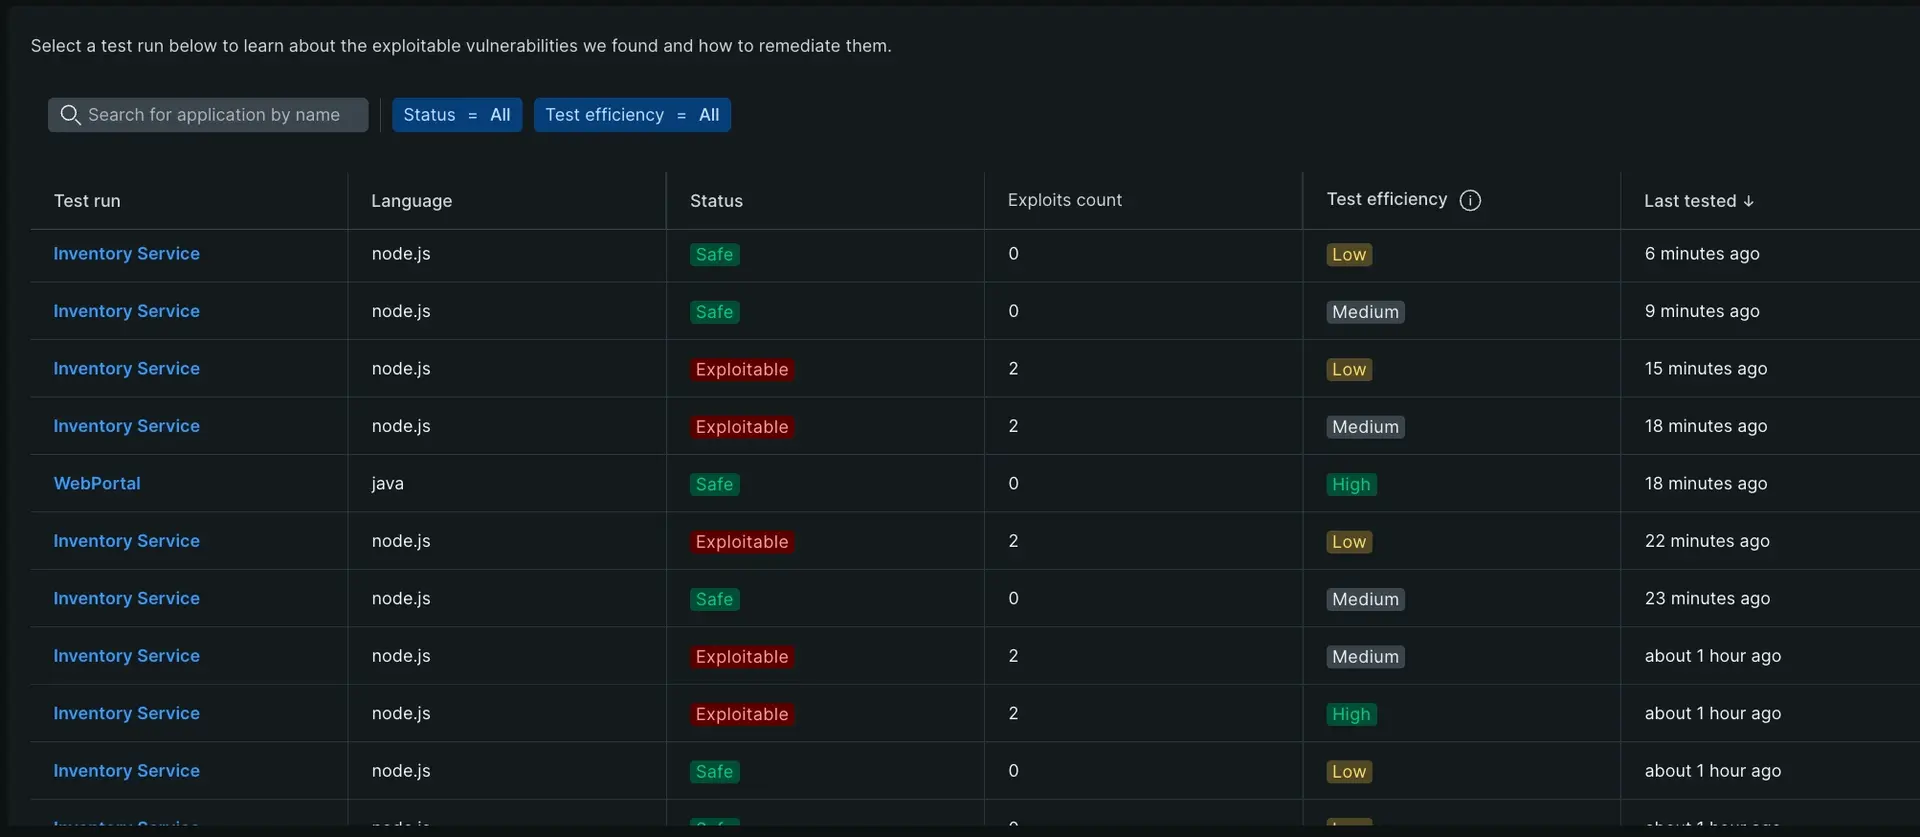 Select a test run below to learn about the exploitable vulnerabilities we found and how to remediate them.
Search for application by name Status = All Test efficiency = All
Test run Language Status Exploits count Test efficiency i Last tested ↓
Inventory Service node.js Safe 0 Low 6 minutes ago
Inventory Service node.js Safe 0 Medium 9 minutes ago
Inventory Service node.js Exploitable 2 Low 15 minutes ago
Inventory Service node.js Exploitable 2 Medium 18 minutes ago
WebPortal java Safe 0 High 18 minutes ago
Inventory Service node.js Exploitable 2 Low 22 minutes ago
Inventory Service node.js Safe 0 Medium 23 minutes ago
Inventory Service node.js Exploitable 2 Medium about 1 hour ago
Inventory Service node.js Exploitable 2 High about 1 hour ago
Inventory Service node.js Safe 0 Low about 1 hour ago